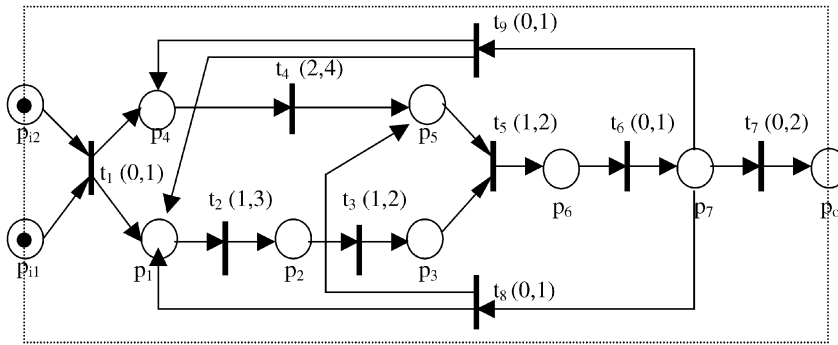 t9 (0,1)
t4 (2,4)
pi2
p4
p5
t5 (1,2)
t6 (0,1)
t7 (0,2)
t1 (0,1)
t2 (1,3)
t3 (1,2)
p6
p7
po
pi1
p1
p2
p3
t8 (0,1)